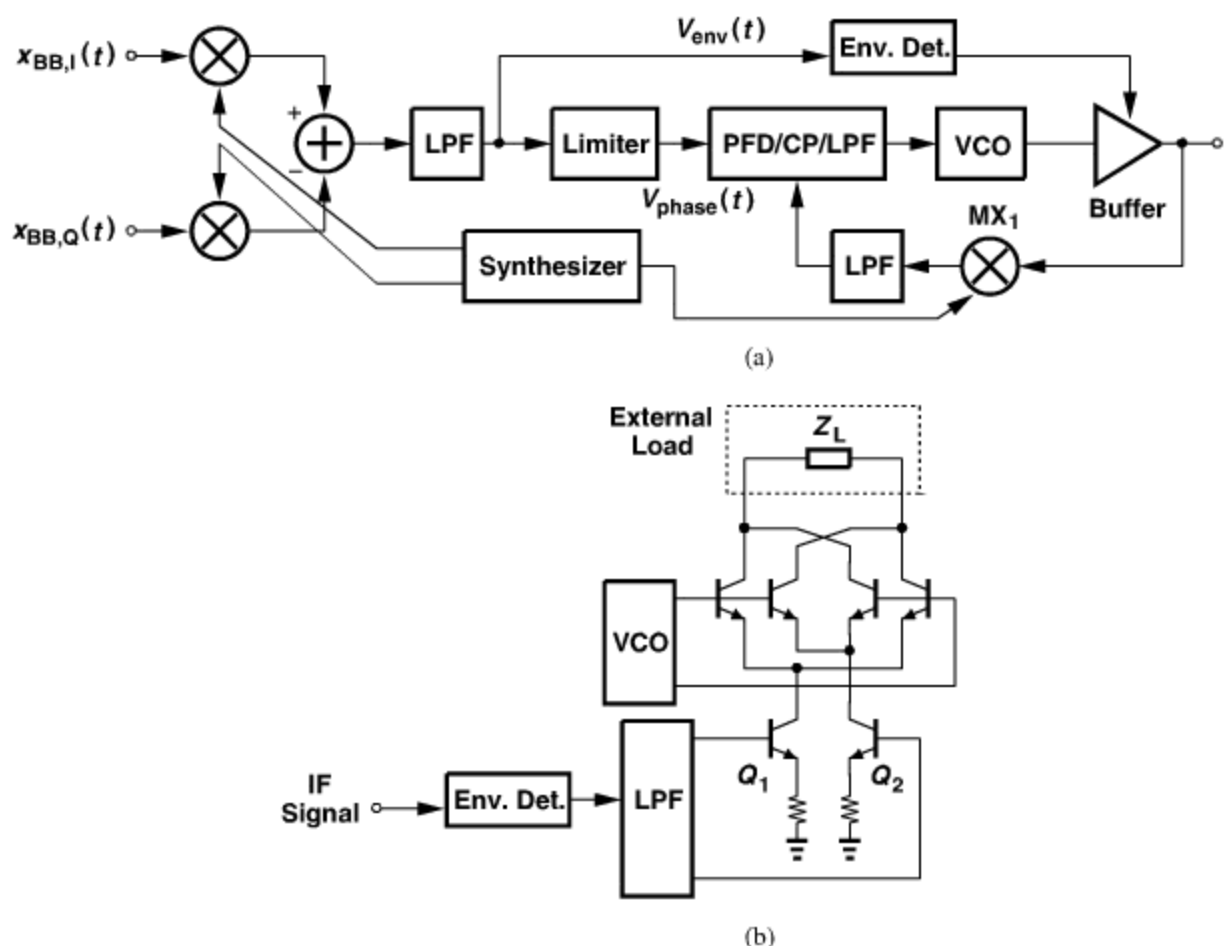 V_env(t)
x_BB,I(t)
Env. Det.
+
LPF
Limiter
PFD/CP/LPF
VCO
−
V_phase(t)
Buffer
x_BB,Q(t)
MX_1
Synthesizer
LPF
(a)
External
Load
Z_L
VCO
Q_1
Q_2
IF
Signal
Env. Det.
LPF
(b)